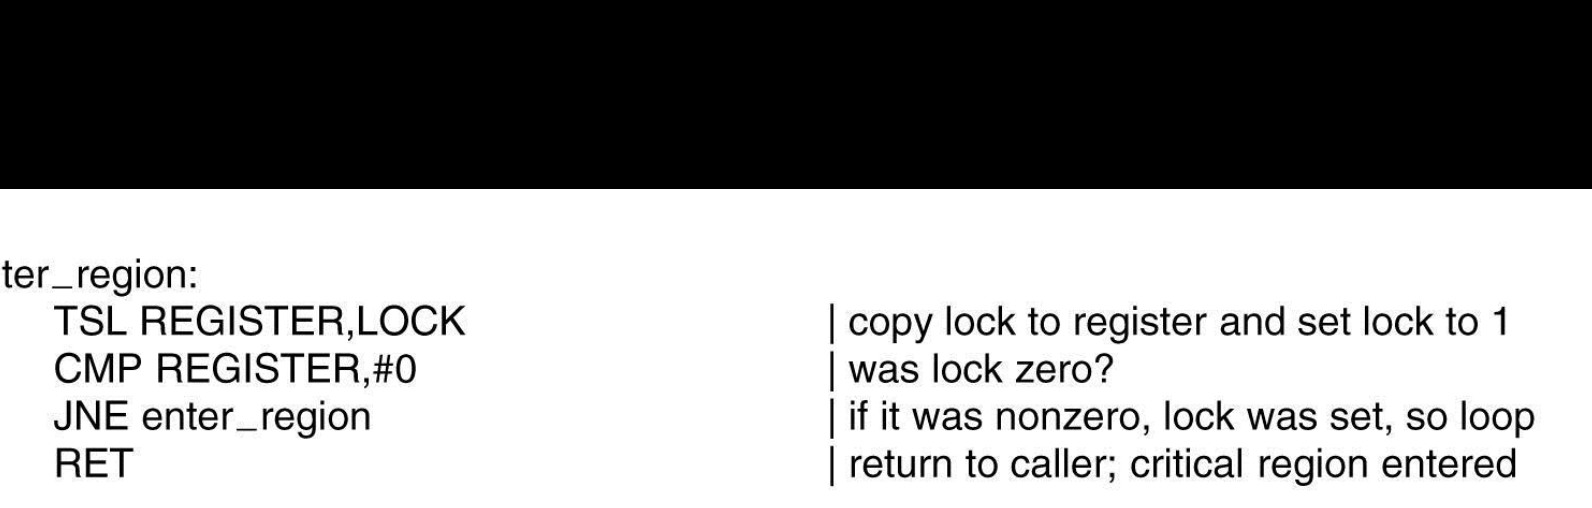 ter_region:
TSL REGISTER,LOCK | copy lock to register and set lock to 1
CMP REGISTER,#0 | was lock zero?
JNE enter_region | if it was nonzero, lock was set, so loop
RET | return to caller; critical region entered